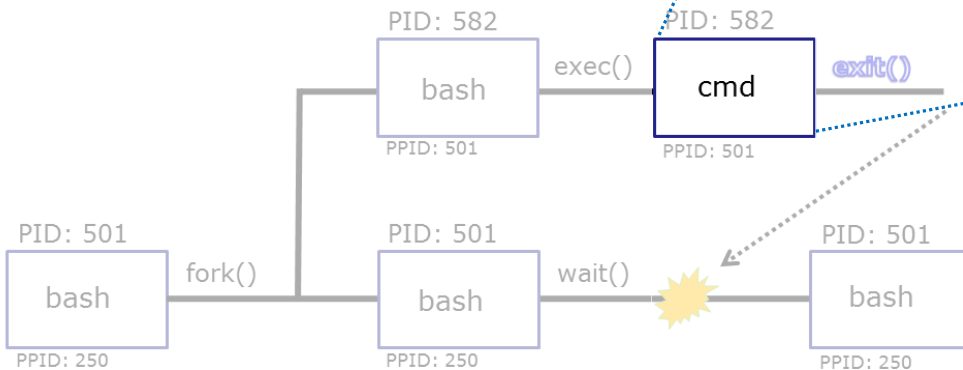 PID: 582
bash
PPID: 501
exec()
PID: 582
cmd
PPID: 501
exit()
PID: 501
bash
PPID: 250
fork()
PID: 501
bash
PPID: 250
wait()
PID: 501
bash
PPID: 250